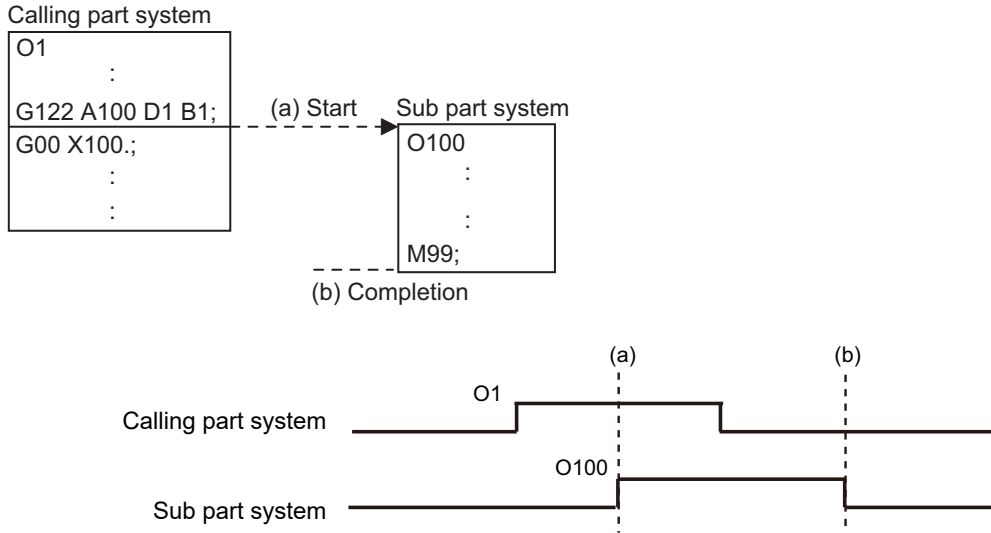 Calling part system
O1
:
G122 A100 D1 B1;
(a) Start
Sub part system
G00 X100.;
:
:
O100
:
:
M99;
(b) Completion
(a)
(b)
O1
Calling part system
O100
Sub part system